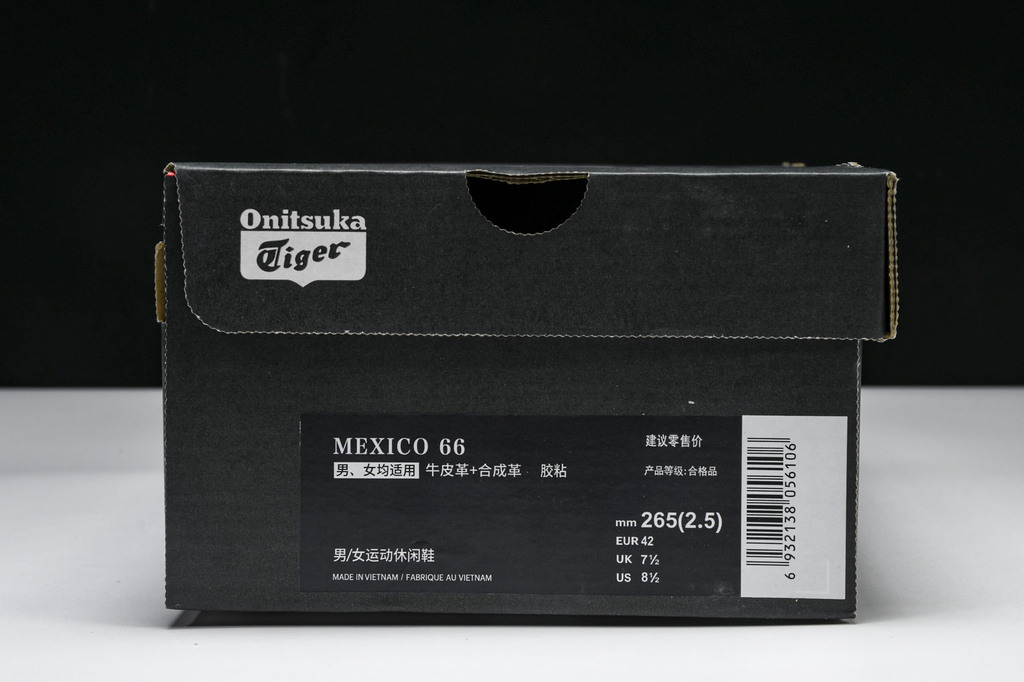 Onitsuka
Tiger
MEXICO 66
建议零售价
男、女均适用 牛皮革+合成革 胶粘
产品等级:合格品
mm 265(2.5)
EUR 42
男/女运动休闲鞋
UK 7½
MADE IN VIETNAM / FABRIQUE AU VIETNAM
US 8½
6 932138 056106